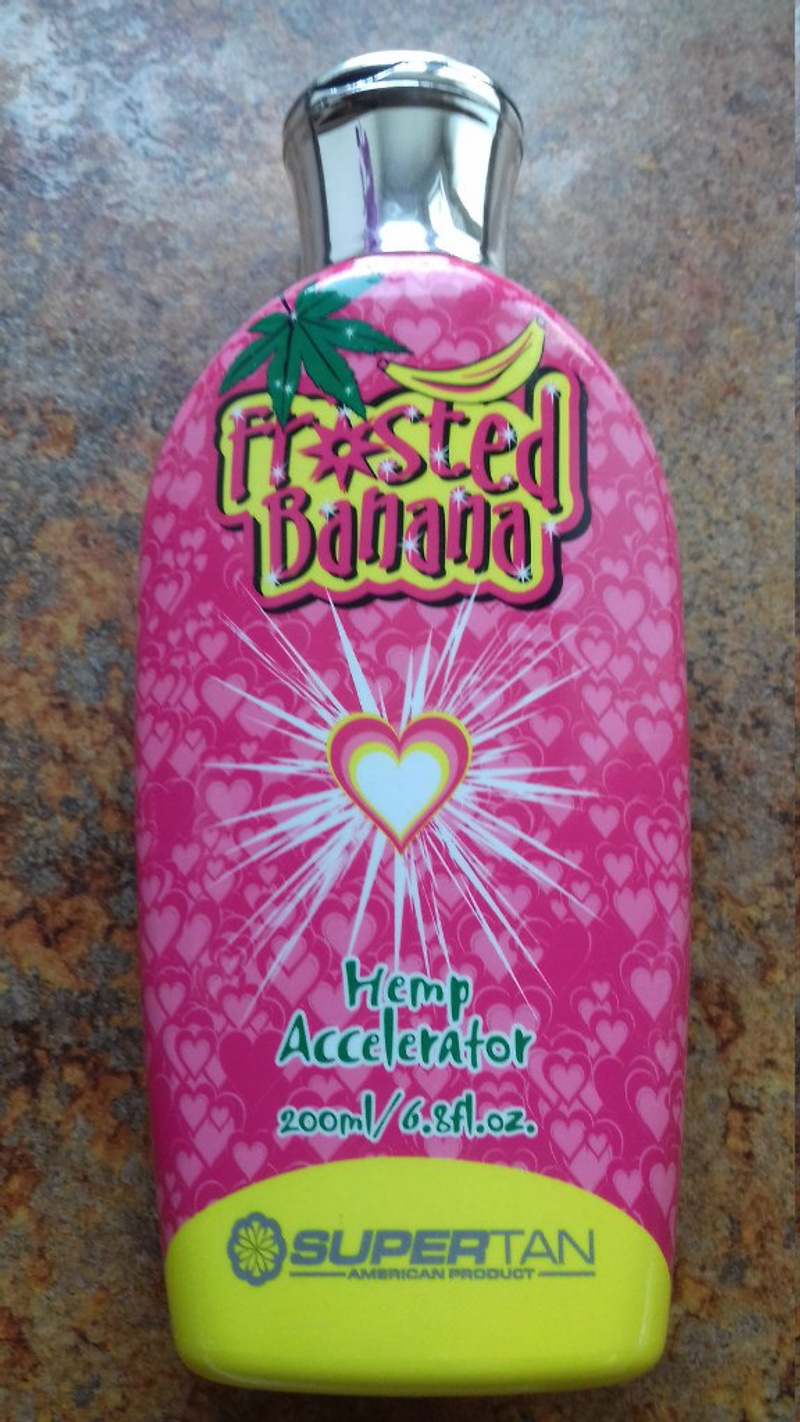 Frosted
Banana
Hemp
Accelerator
200ml/6.8fl.oz.
SUPERTAN
AMERICAN PRODUCT